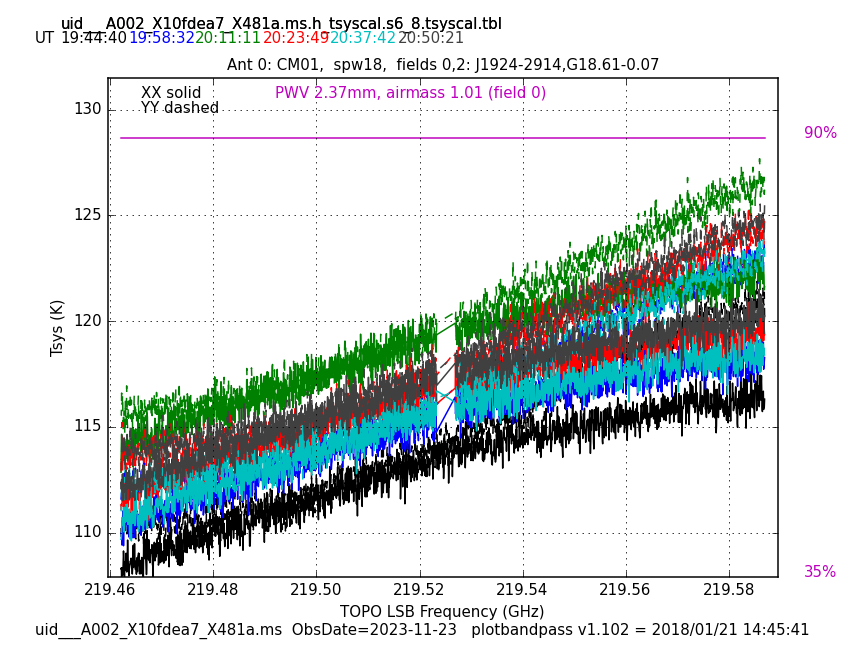 uid___A002_X10fdea7_X481a.ms.h_tsyscal.s6_8.tsyscal.tbl
UT 19:44:40 19:58:32 20:11:11 20:23:49 20:37:42 20:50:21
Ant 0: CM01,  spw18,  fields 0,2: J1924-2914,G18.61-0.07
XX solid PWV 2.37mm, airmass 1.01 (field 0)
YY dashed
90%
130
125
120
115
110
Tsys (K)
35%
219.46 219.48 219.50 219.52 219.54 219.56 219.58
TOPO LSB Frequency (GHz)
uid___A002_X10fdea7_X481a.ms  ObsDate=2023-11-23   plotbandpass v1.102 = 2018/01/21 14:45:41